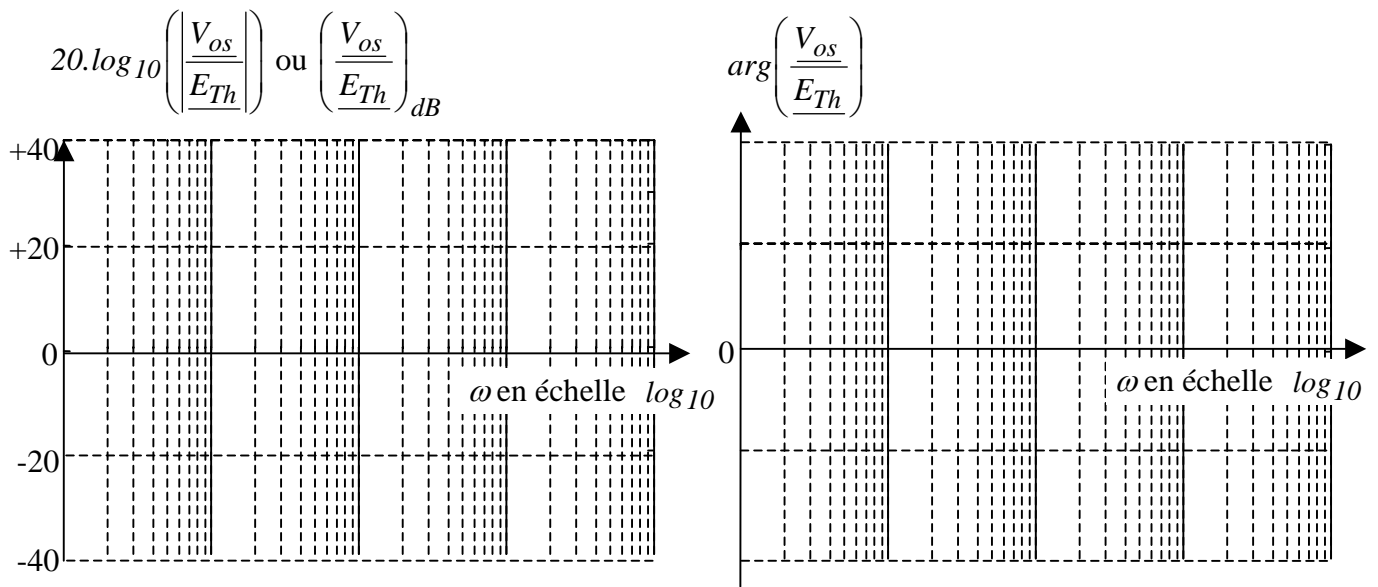 20.log10(|Vos/ETh|) ou (Vos/ETh)dB
+40
+20
0
-20
-40
ω en échelle log10
arg(Vos/ETh)
0
ω en échelle log10